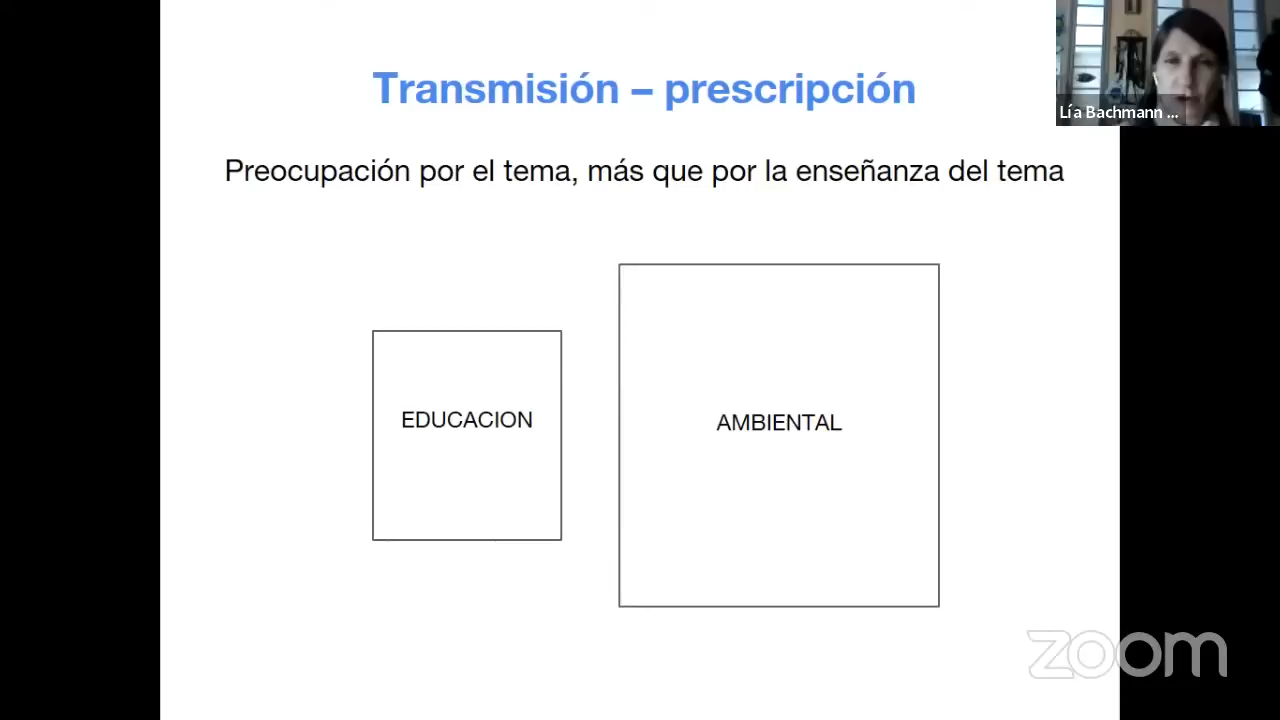 Transmisión – prescripción
Lía Bachmann ...
Preocupación por el tema, más que por la enseñanza del tema
EDUCACION
AMBIENTAL
zoom